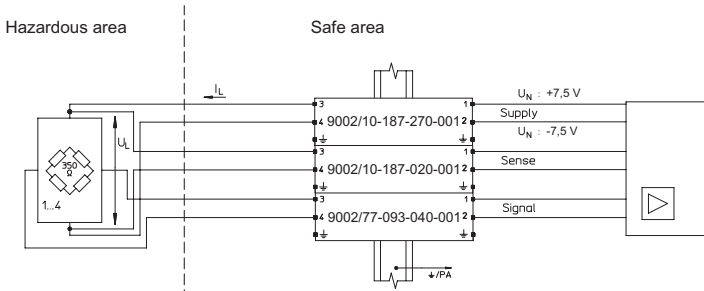 Hazardous area
Safe area
I_L
U_N : +7,5 V
Supply
U_N : -7,5 V
3 9002/10-187-270-001 1
4 2
⏚ ⏚
U_L
350 Ω
1...4
3 1
4 9002/10-187-020-001 2
⏚ ⏚
Sense
3 1
4 9002/77-093-040-001 2
⏚ ⏚
Signal
⏚/PA